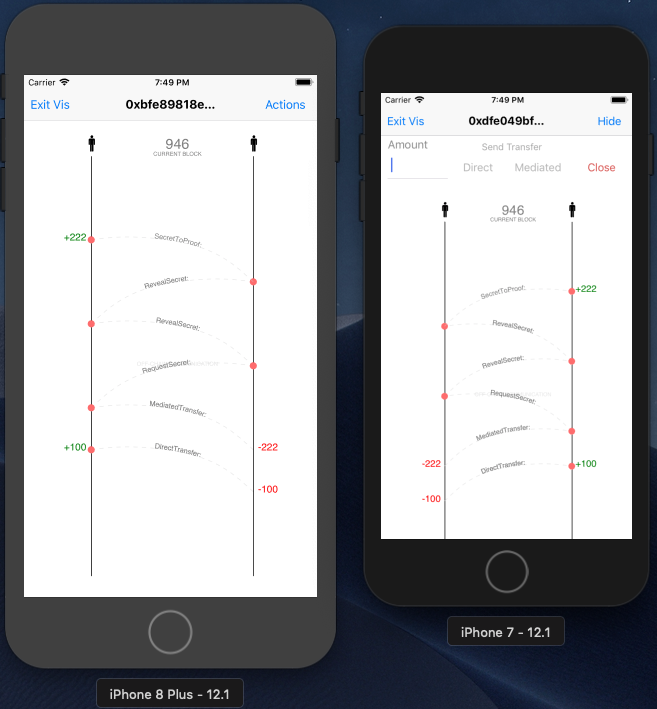 Carrier 7:49 PM
Exit Vis 0xbfe89818e... Actions
946
CURRENT BLOCK
+222
SecretToProof:
RevealSecret:
RevealSecret:
RequestSecret:
MediatedTransfer:
-222
+100
DirectTransfer:
-100
iPhone 8 Plus - 12.1
Carrier 7:49 PM
Exit Vis 0xdfe049bf... Hide
Amount
Send Transfer
Direct Mediated Close
946
CURRENT BLOCK
SecretToProof:
+222
RevealSecret:
RevealSecret:
RequestSecret:
MediatedTransfer:
-222
DirectTransfer:
+100
-100
iPhone 7 - 12.1